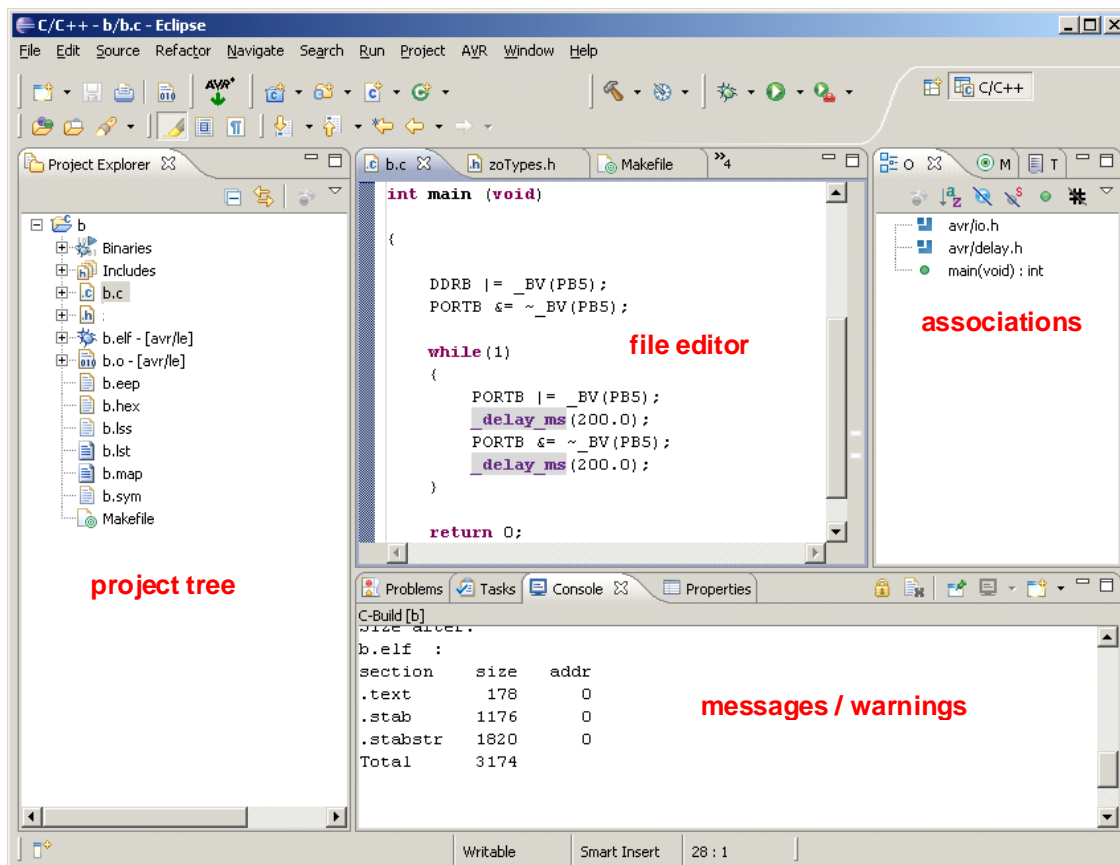 C/C++ - b/b.c - Eclipse
File Edit Source Refactor Navigate Search Run Project AVR Window Help
AVR
C/C++
Project Explorer
b
Binaries
Includes
b.c
.h :
b.elf - [avr/le]
b.o - [avr/le]
b.eep
b.hex
b.lss
b.lst
b.map
b.sym
Makefile
project tree
b.c zoTypes.h Makefile »4
int main (void)
{
DDRB |= _BV(PB5);
PORTB &= ~_BV(PB5);
while(1)
{
PORTB |= _BV(PB5);
_delay_ms(200.0);
PORTB &= ~_BV(PB5);
_delay_ms(200.0);
}
return 0;
file editor
O M T
avr/io.h
avr/delay.h
main(void) : int
associations
Problems Tasks Console Properties
C-Build [b]
Size after:
b.elf :
section size addr
.text 178 0
.stab 1176 0
.stabstr 1820 0
Total 3174
messages / warnings
Writable Smart Insert 28 : 1